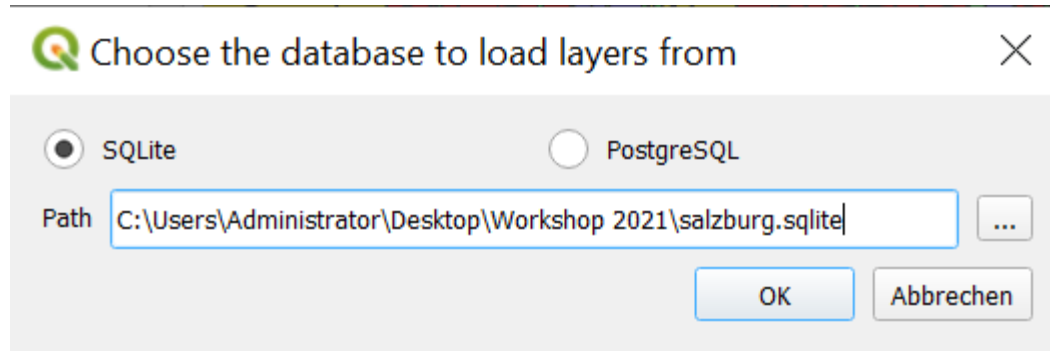 Choose the database to load layers from
SQLite PostgreSQL
Path C:\Users\Administrator\Desktop\Workshop 2021\salzburg.sqlite ...
OK Abbrechen